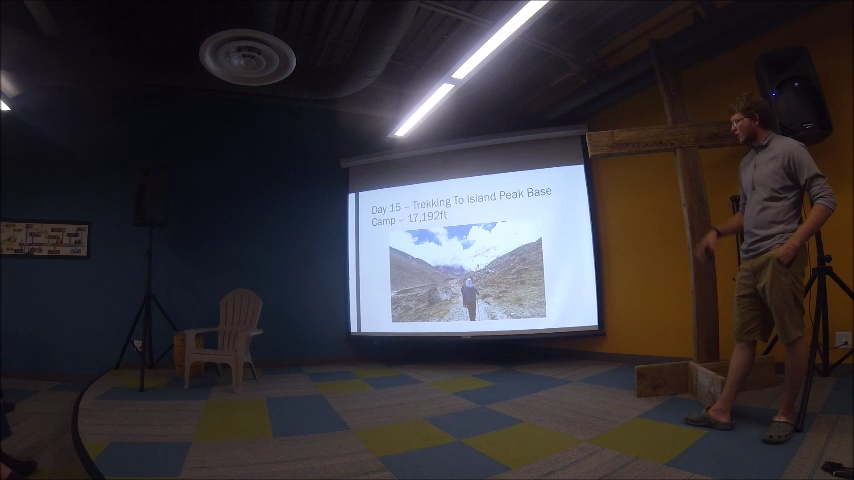 Day 15 – Trekking To Island Peak Base
Camp – 17,192ft